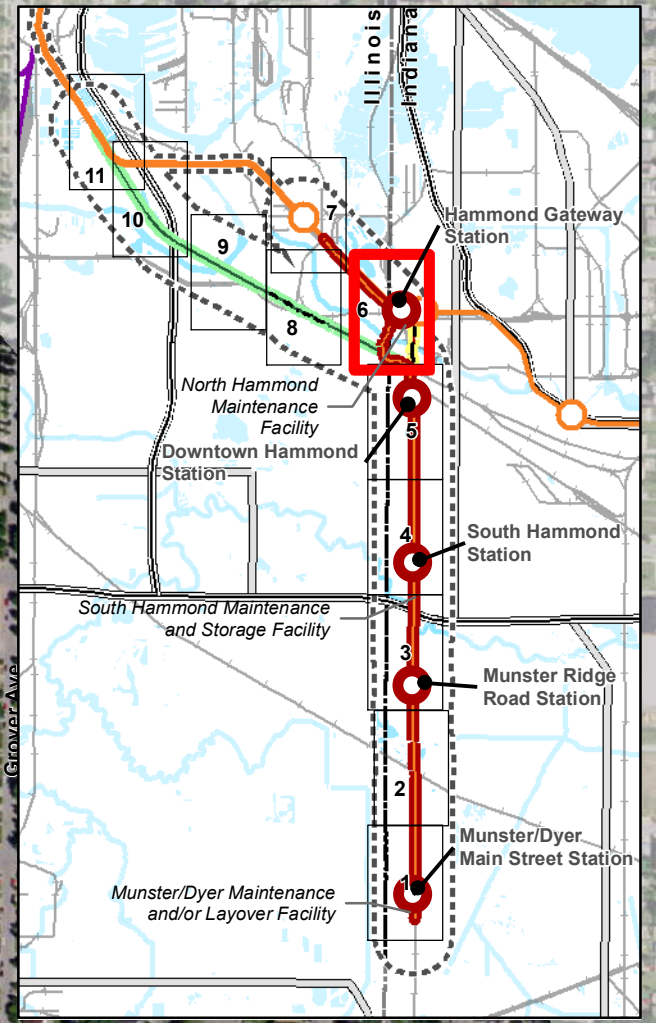 Illinois
Indiana
11
10
9
8
7
6
Hammond Gateway
Station
North Hammond
Maintenance
Facility
5
Downtown Hammond
Station
4
South Hammond
Station
South Hammond Maintenance
and Storage Facility
3
Munster Ridge
Road Station
Grover Ave
2
1
Munster/Dyer
Main Street Station
Munster/Dyer Maintenance
and/or Layover Facility